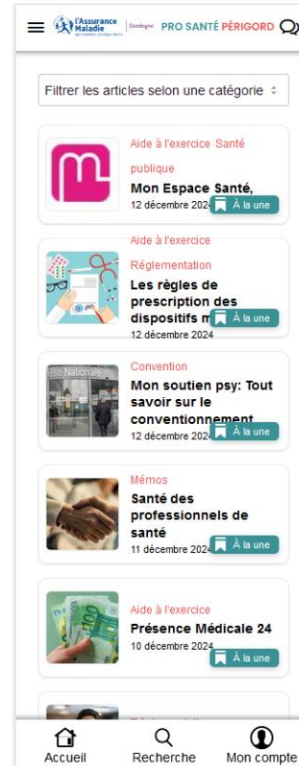 l'Assurance
Maladie
Dordogne
PRO SANTÉ PÉRIGORD
Filtrer les articles selon une catégorie
Aide à l'exercice Santé
publique
Mon Espace Santé,
12 décembre 2024
À la une
Aide à l'exercice
Réglementation
Les règles de
prescription des
dispositifs
À la une
12 décembre 2024
Convention
Mon soutien psy: Tout
savoir sur le
conventionnement
12 décembre 202
À la une
Mémos
Santé des
professionnels de
santé
11 décembre 2024
À la une
Aide à l'exercice
Présence Médicale 24
10 décembre 2024
À la une
Accueil
Recherche
Mon compte